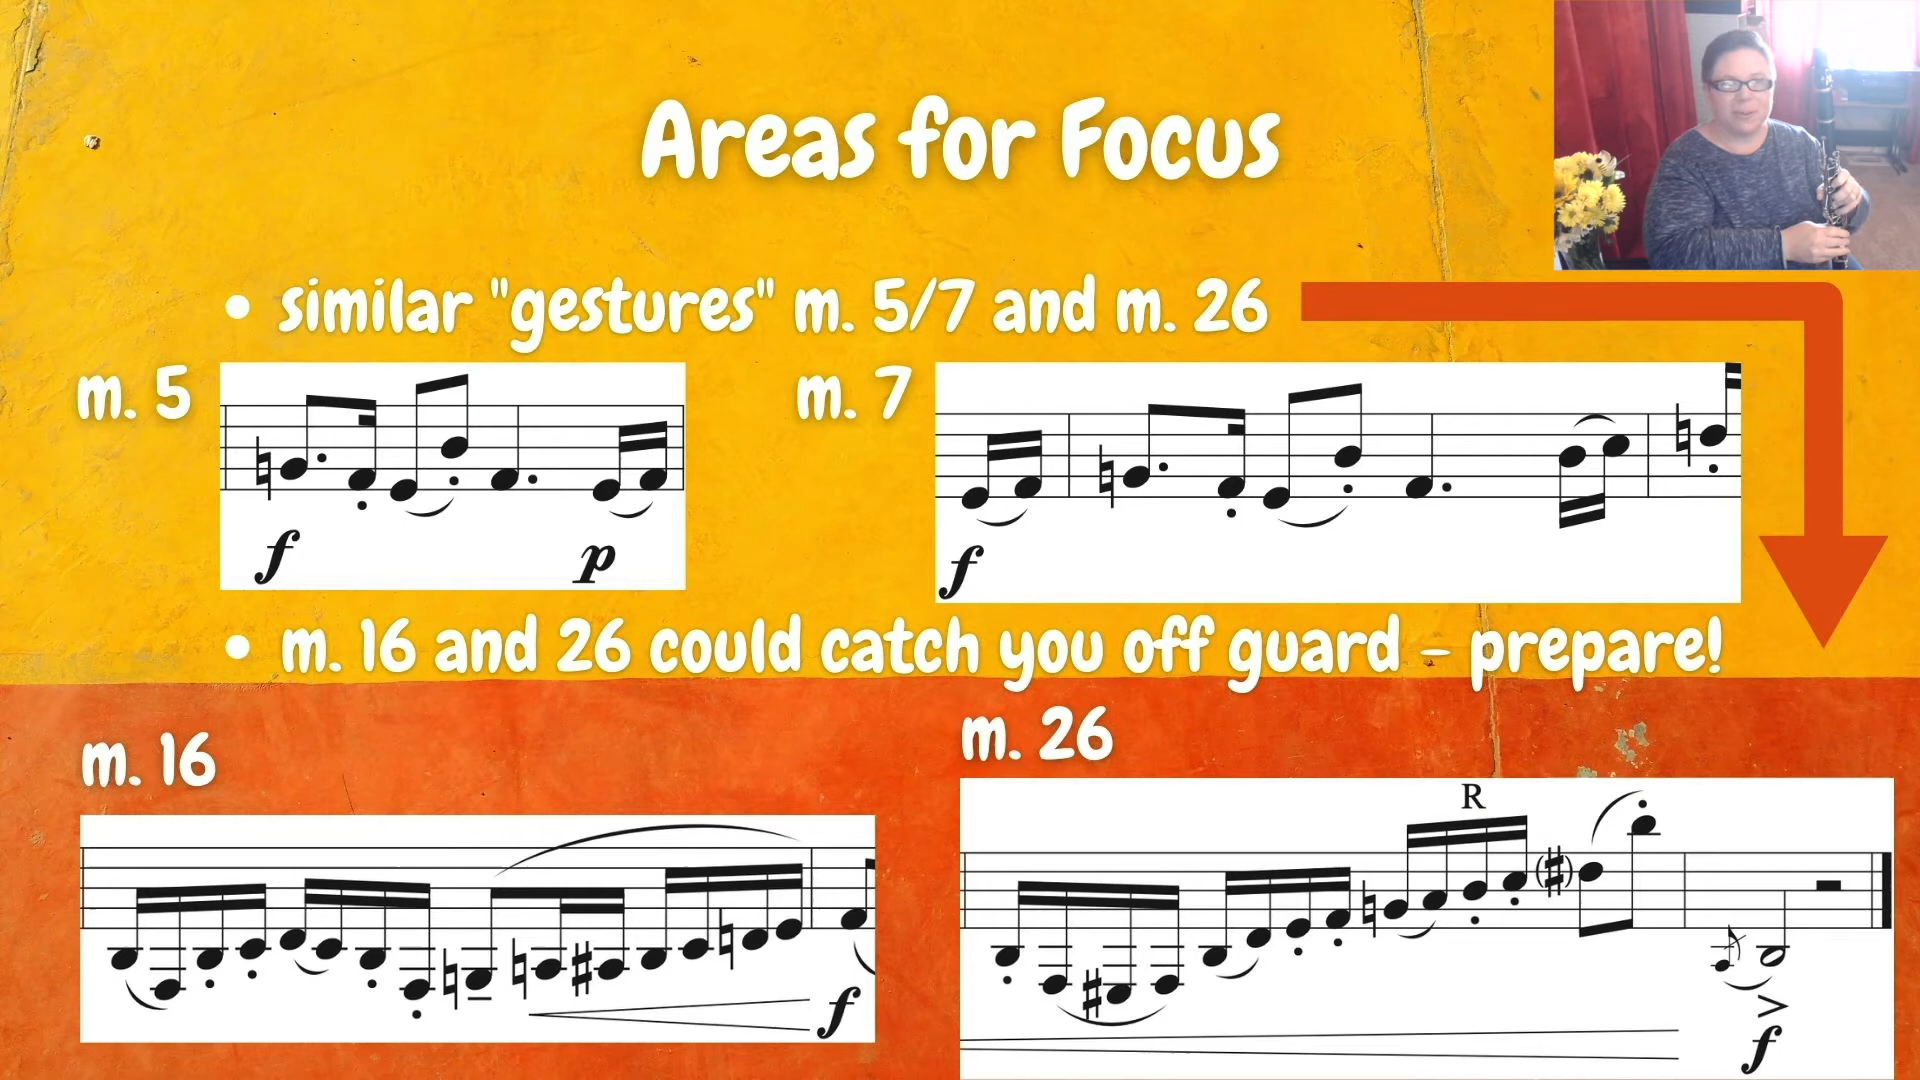 Areas for Focus
• similar "gestures" m. 5/7 and m. 26
m. 5
m. 7
f
p
f
• m. 16 and 26 could catch you off guard - prepare!
m. 16
m. 26
R
f
f